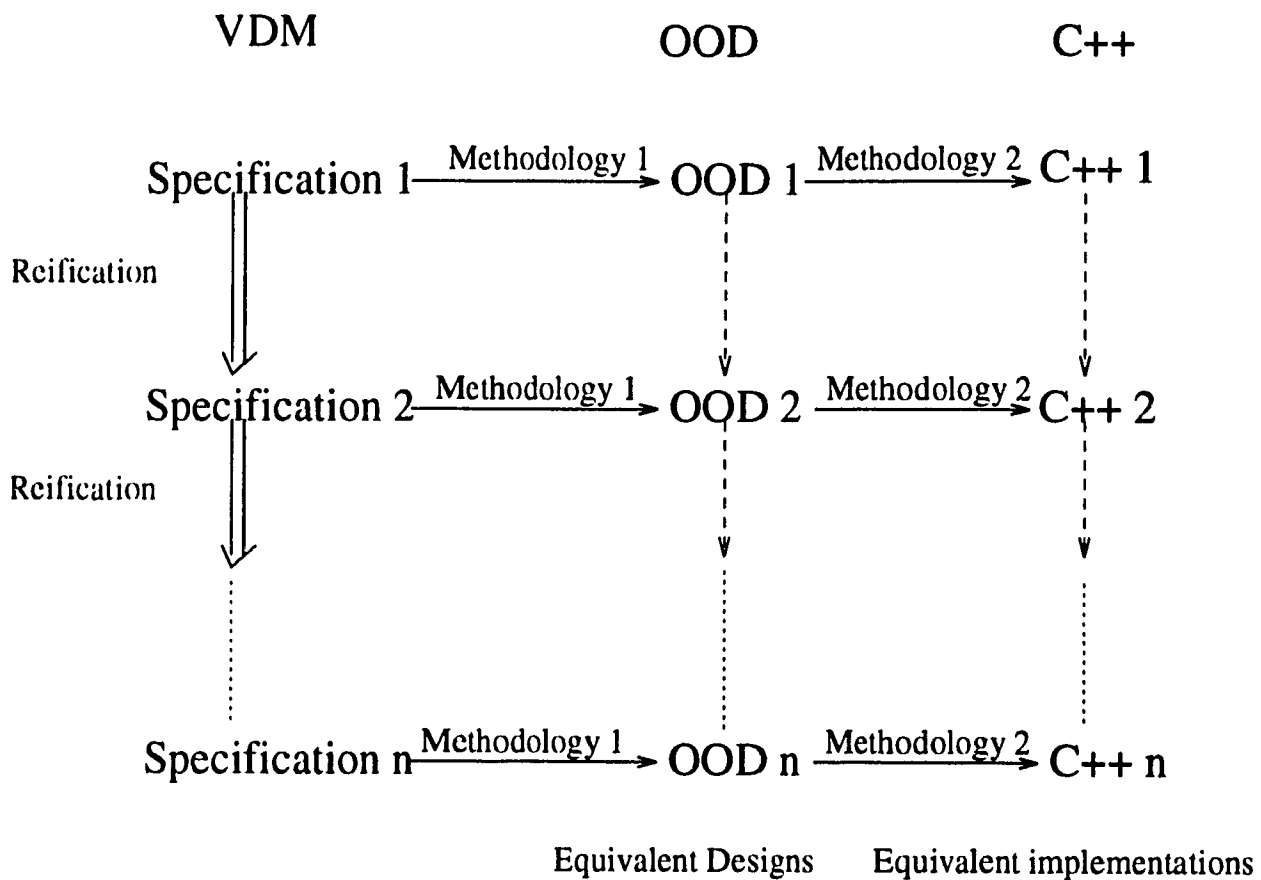 VDM OOD C++
Specification 1 Methodology 1 OOD 1 Methodology 2 C++ 1
Reification
Specification 2 Methodology 1 OOD 2 Methodology 2 C++ 2
Reification
Specification n Methodology 1 OOD n Methodology 2 C++ n
Equivalent Designs Equivalent implementations